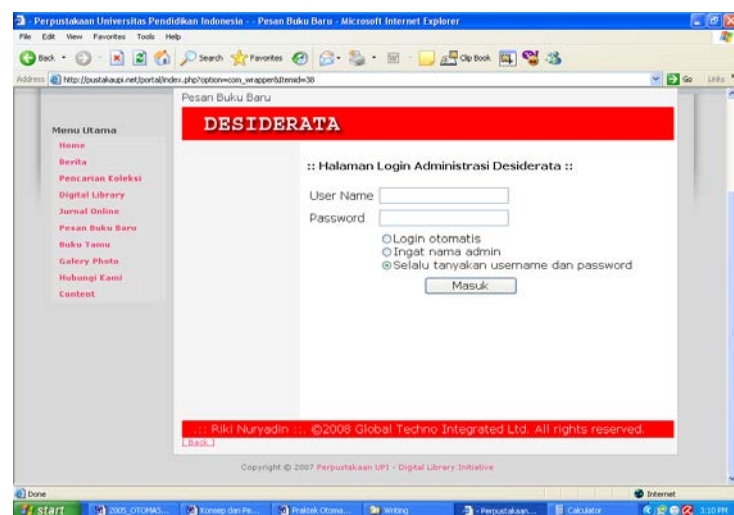 - Perpustakaan Universitas Pendidikan Indonesia - - Pesan Buku Baru - Microsoft Internet Explorer
File Edit View Favorites Tools Help
Back Search Favorites Clip Book
Address http://pustakaupi.net/portal/index.php?option=com_wrapper&Itemid=38 Go Links
Pesan Buku Baru
DESIDERATA
Menu Utama
Home
Berita
Pencarian Koleksi
Digital Library
Jurnal Online
Pesan Buku Baru
Buku Tamu
Galery Photo
Hubungi Kami
Content
:: Halaman Login Administrasi Desiderata ::
User Name
Password
Login otomatis
Ingat nama admin
Selalu tanyakan username dan password
Masuk
.::: Riki Nuryadin :::. ©2008 Global Techno Integrated Ltd. All rights reserved.
[ Back ]
Copyright © 2007 Perpustakaan UPI - Digital Library Initiative
Done Internet
start 2005_OTOMAS... Konsep dan Pe... Praktek Otoma... Writing - Perpustakaan... Calculator 3:10 PM